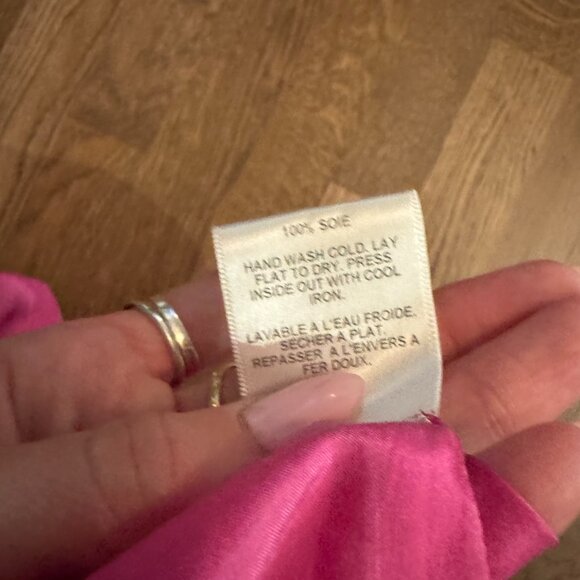 100% SOIE
HAND WASH COLD. LAY
FLAT TO DRY. PRESS
INSIDE OUT WITH COOL
IRON.
LAVABLE A L'EAU FROIDE.
SECHER A PLAT.
REPASSER A L'ENVERS A
FER DOUX.